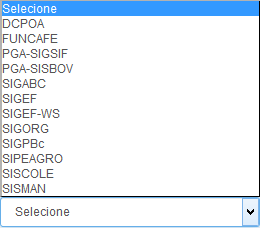 Selecione
DCPOA
FUNCAFE
PGA-SIGSIF
PGA-SISBOV
SIGABC
SIGEF
SIGEF-WS
SIGORG
SIGPBc
SIPEAGRO
SISCOLE
SISMAN
Selecione